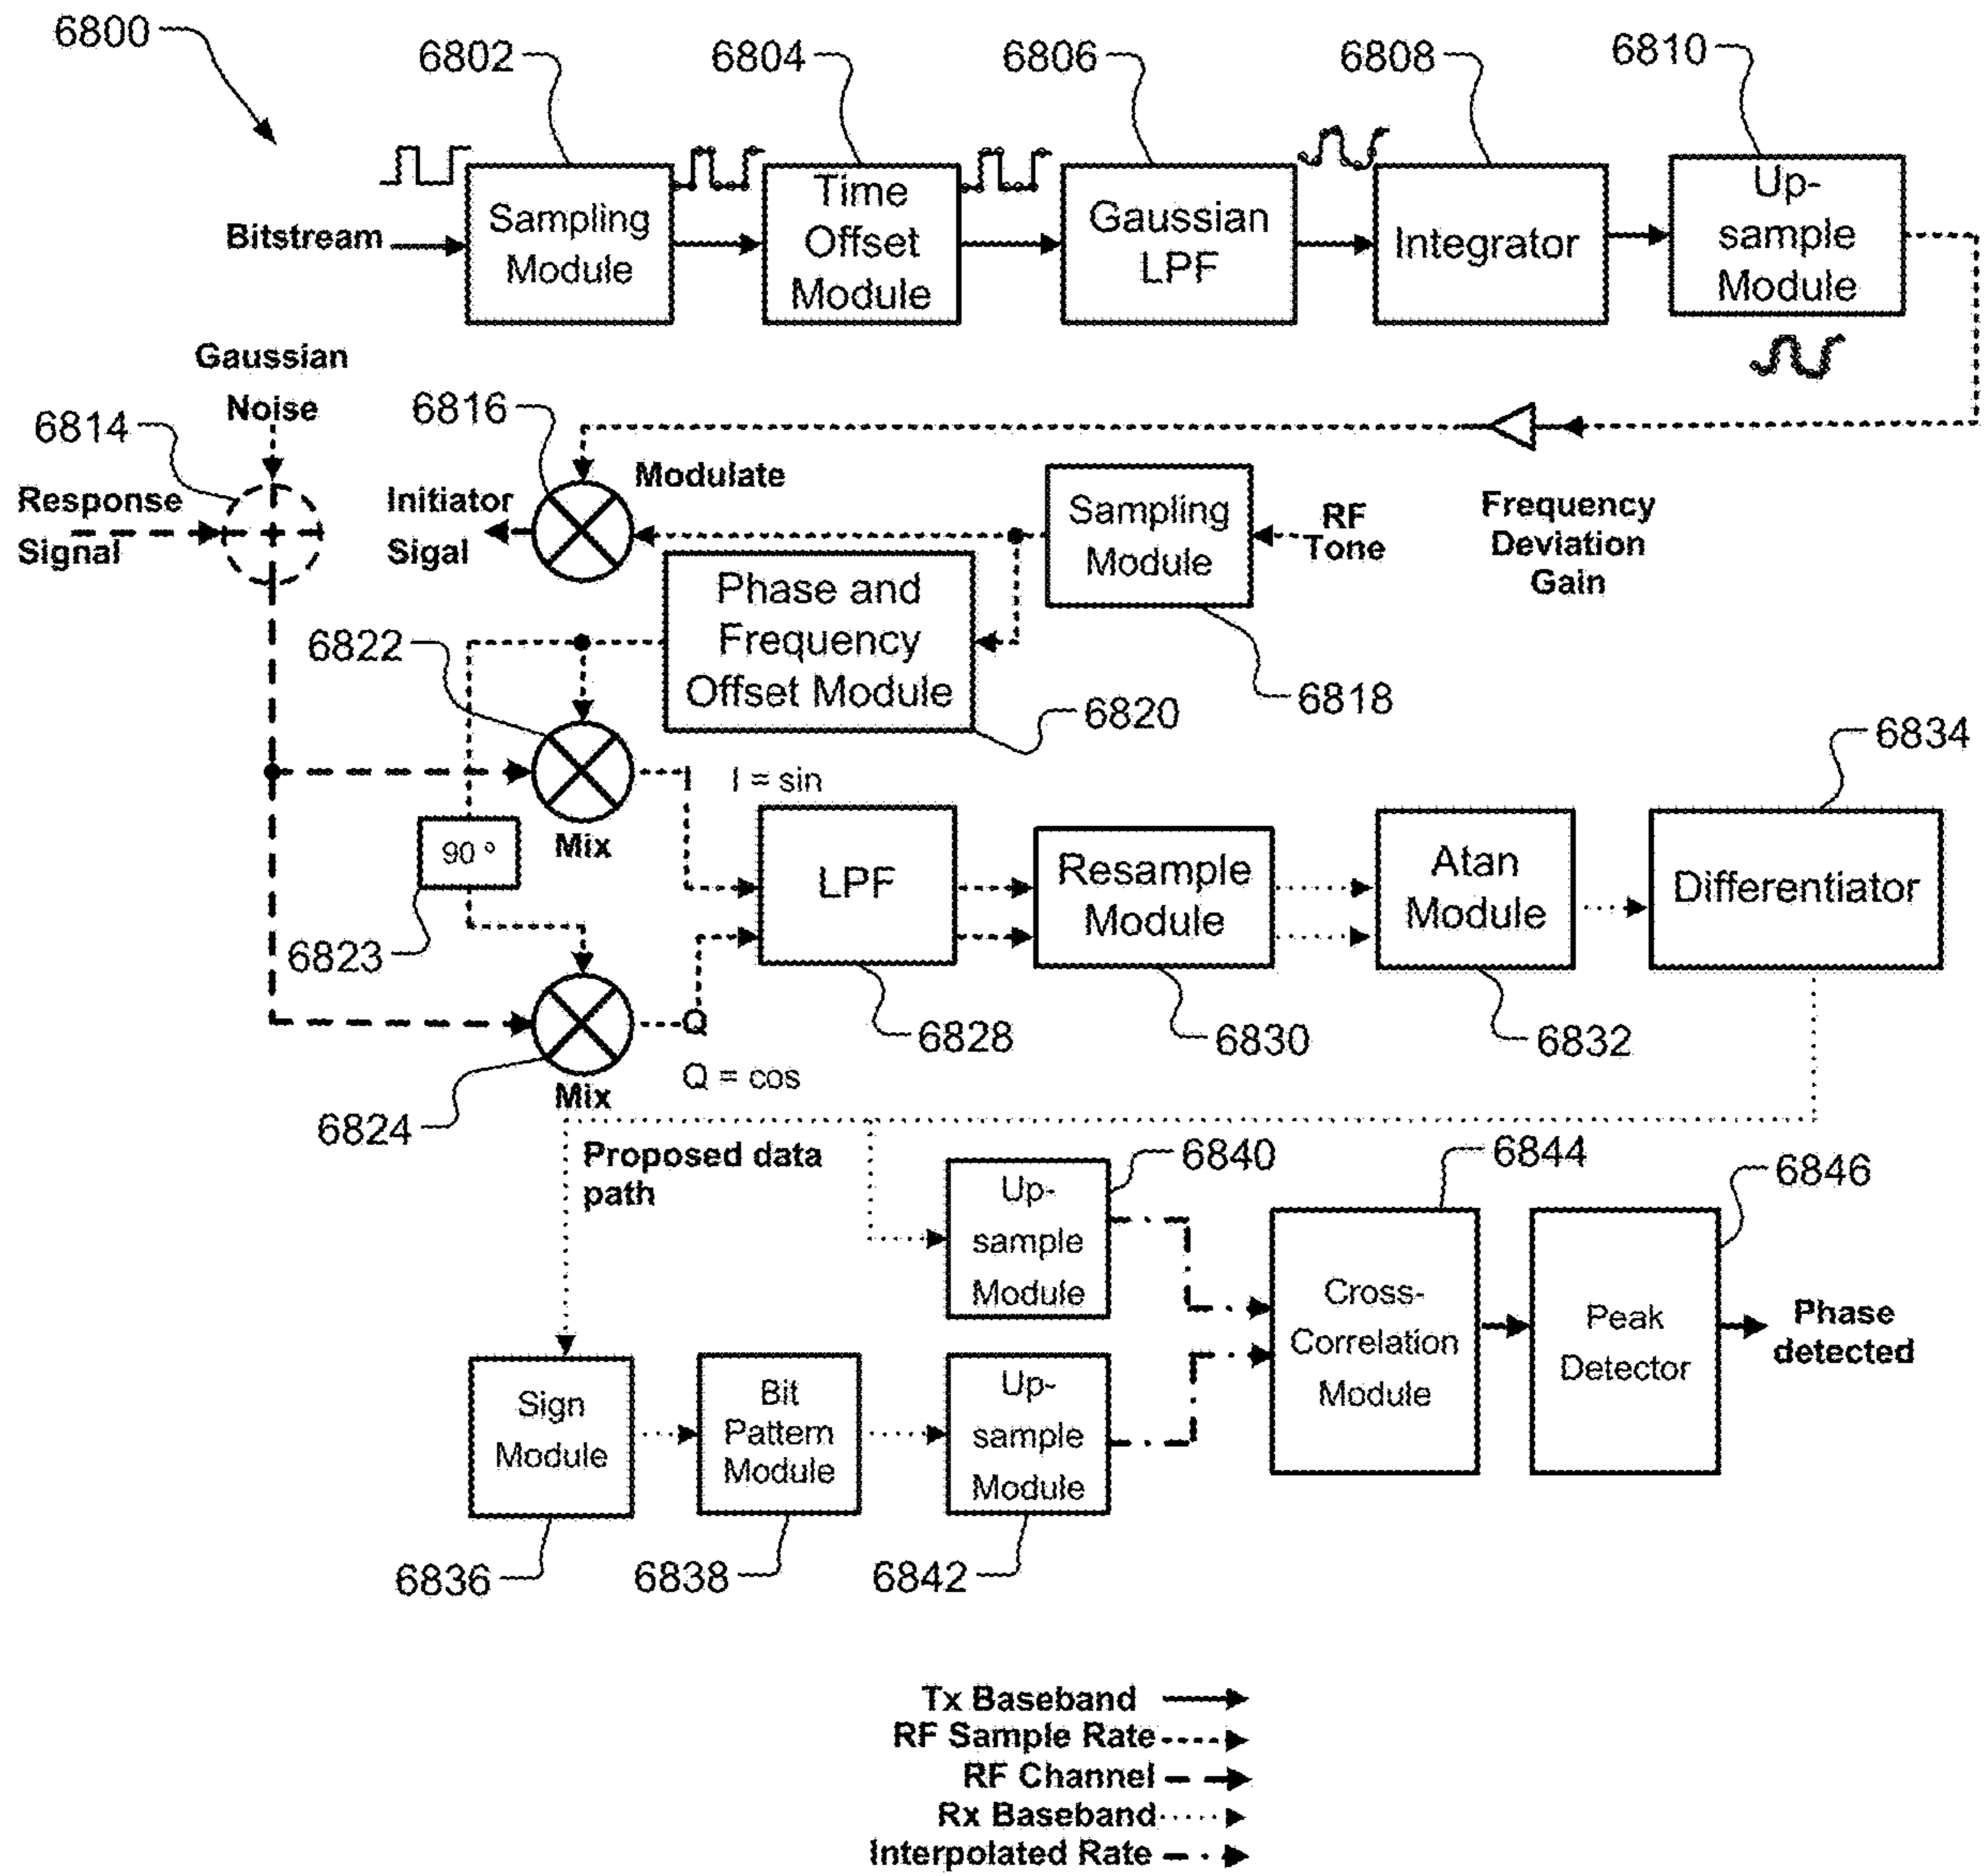 6800
6802
6804
6806
6808
6810
Bitstream
Sampling
Module
Time
Offset
Module
Gaussian
LPF
Integrator
Up-
sample
Module
Gaussian
Noise
6814
Response
Signal
6816
Initiator
Sigal
Modulate
Sampling
Module
RF
Tone
Frequency
Deviation
Gain
Phase and
Frequency
Offset Module
6818
6820
6822
Mix
I
I = sin
90 º
6823
LPF
Resample
Module
Atan
Module
Differentiator
6834
6824
Mix
Q
Q = cos
6828
6830
6832
Proposed data
path
Up-
sample
Module
6840
6844
6846
Sign
Module
Bit
Pattern
Module
Up-
sample
Module
Cross-
Correlation
Module
Peak
Detector
Phase
detected
6836
6838
6842
Tx Baseband
RF Sample Rate
RF Channel
Rx Baseband
Interpolated Rate